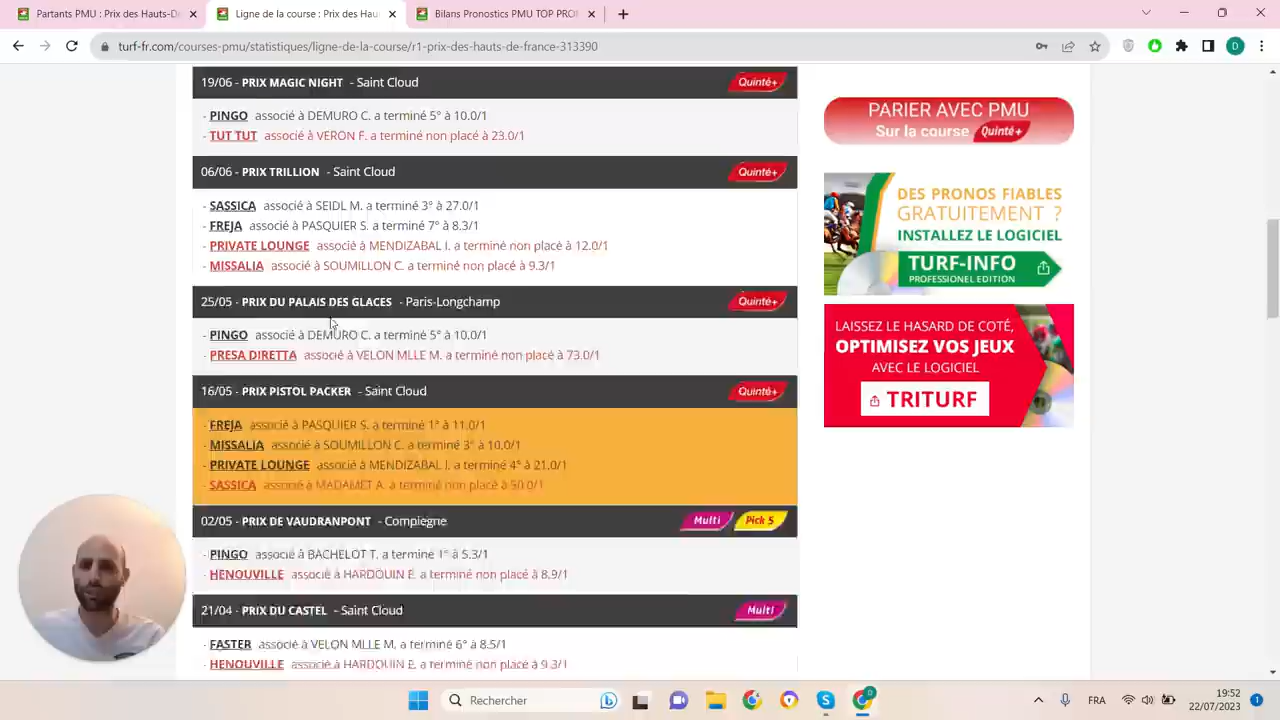 Partants PMU : Prix des Hauts-D
Ligne de la course : Prix des Hau
Bilans Pronostics PMU TOP PRO
turf-fr.com/courses-pmu/statistiques/ligne-de-la-course/r1-prix-des-hauts-de-france-313390
D
19/06 - PRIX MAGIC NIGHT - Saint Cloud
Quinté+
- PINGO associé à DEMURO C. a terminé 5° à 10.0/1
- TUT TUT associé à VERON F. a terminé non placé à 23.0/1
06/06 - PRIX TRILLION - Saint Cloud
Quinté+
- SASSICA associé à SEIDL M. a terminé 3° à 27.0/1
- FREJA associé à PASQUIER S. a terminé 7° à 8.3/1
- PRIVATE LOUNGE associé à MENDIZABAL I. a terminé non placé à 12.0/1
- MISSALIA associé à SOUMILLON C. a terminé non placé à 9.3/1
25/05 - PRIX DU PALAIS DES GLACES - Paris-Longchamp
Quinté+
- PINGO associé à DEMURO C. a terminé 5° à 10.0/1
- PRESA DIRETTA associé à VELON MLLE M. a terminé non placé à 73.0/1
16/05 - PRIX PISTOL PACKER - Saint Cloud
Quinté+
- FREJA associé à PASQUIER S. a terminé 1° à 11.0/1
- MISSALIA associé à SOUMILLON C. a terminé 3° à 10.0/1
- PRIVATE LOUNGE associé à MENDIZABAL I. a terminé 4° à 21.0/1
- SASSICA associé à MADAMET A. a terminé non placé à 50.0/1
02/05 - PRIX DE VAUDRANPONT - Compiègne
Multi
Pick 5
- PINGO associé à BACHELOT T. a terminé 1° à 5.3/1
- HENOUVILLE associé à HARDOUIN E. a terminé non placé à 8.9/1
21/04 - PRIX DU CASTEL - Saint Cloud
Multi
- FASTER associé à VELON MLLE M. a terminé 6° à 8.5/1
- HENOUVILLE associé à HARDOUIN E. a terminé non placé à 9.3/1
PARIER AVEC PMU
Sur la course Quinté+
DES PRONOS FIABLES
GRATUITEMENT ?
INSTALLEZ LE LOGICIEL
TURF-INFO
PROFESIONEL EDITION
LAISSEZ LE HASARD DE COTÉ,
OPTIMISEZ VOS JEUX
AVEC LE LOGICIEL
TRITURF
Rechercher
D
FRA
19:52
22/07/2023